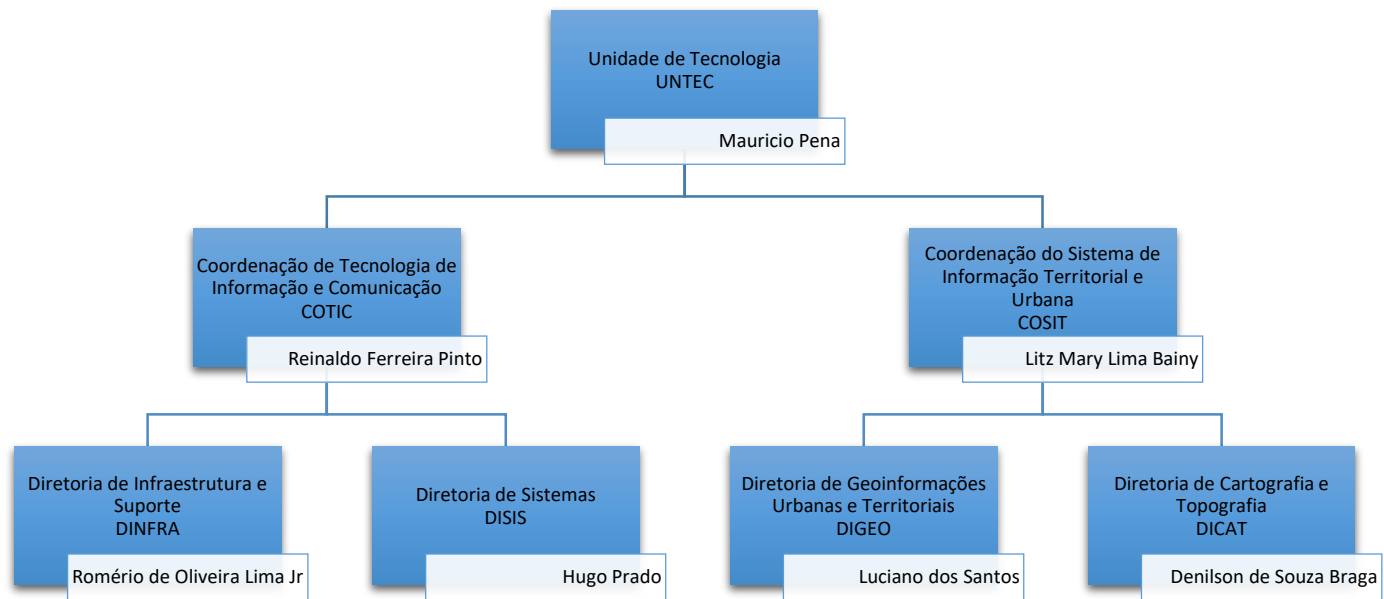 Unidade de Tecnologia
UNTEC
Mauricio Pena
Coordenação de Tecnologia de
Informação e Comunicação
COTIC
Reinaldo Ferreira Pinto
Coordenação do Sistema de
Informação Territorial e
Urbana
COSIT
Litz Mary Lima Bainy
Diretoria de Infraestrutura e
Suporte
DINFRA
Romério de Oliveira Lima Jr
Diretoria de Sistemas
DISIS
Hugo Prado
Diretoria de Geoinformações
Urbanas e Territoriais
DIGEO
Luciano dos Santos
Diretoria de Cartografia e
Topografia
DICAT
Denilson de Souza Braga